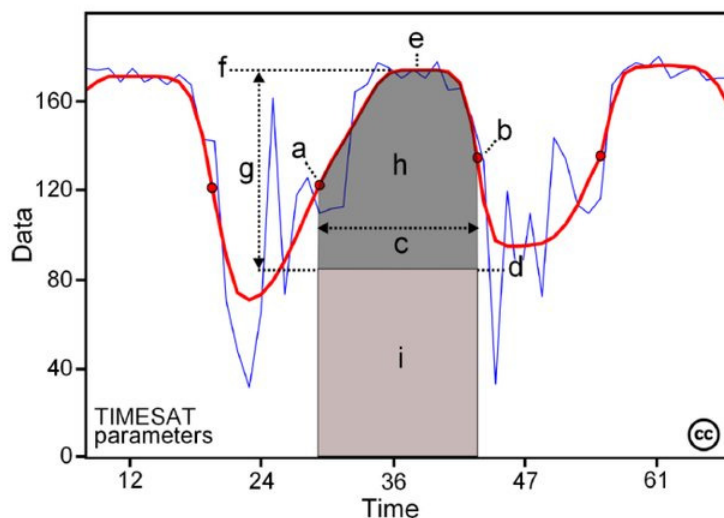 e
f
160
b
a
g
h
120
Data
c
d
80
i
40
TIMESAT
parameters
cc
0
12 24 36 47 61
Time